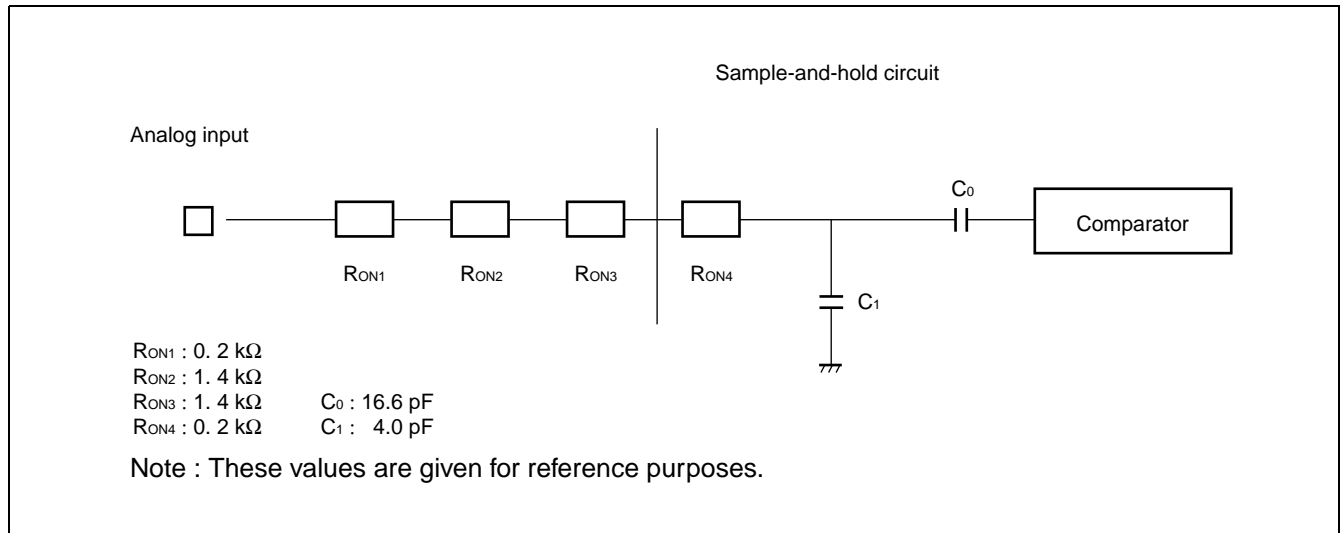 Sample-and-hold circuit
Analog input
C0
Comparator
RON1
RON2
RON3
RON4
C1
RON1 : 0. 2 kΩ
RON2 : 1. 4 kΩ
RON3 : 1. 4 kΩ C0 : 16.6 pF
RON4 : 0. 2 kΩ C1 : 4.0 pF
Note : These values are given for reference purposes.